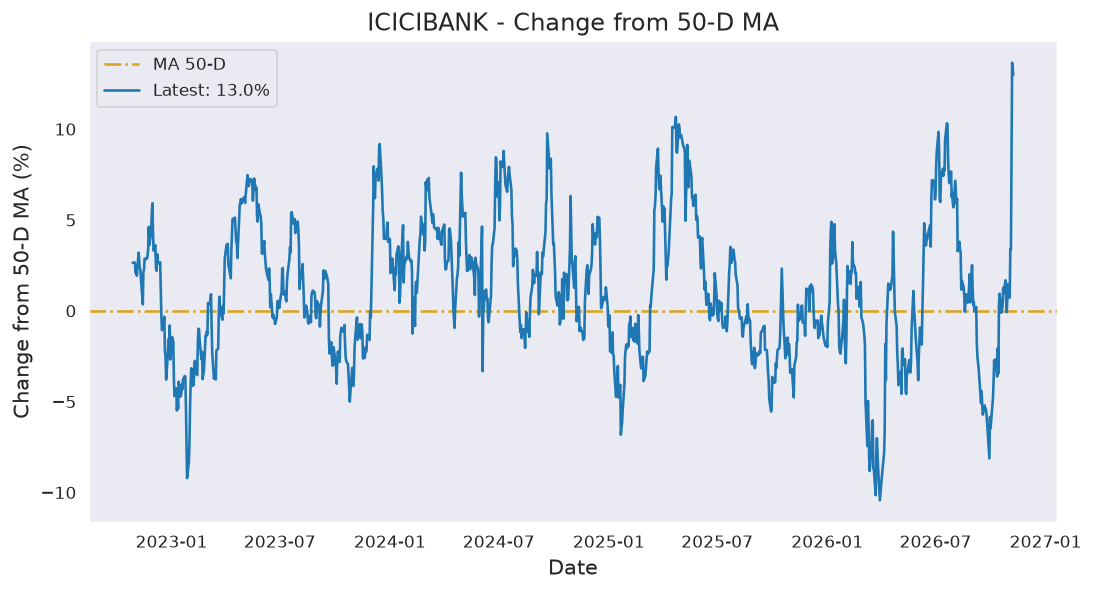 ICICIBANK - Change from 50-D MA
MA 50-D
Latest: 13.0%
Change from 50-D MA (%)
10
5
0
−5
−10
2023-01 2023-07 2024-01 2024-07 2025-01 2025-07 2026-01 2026-07 2027-01
Date